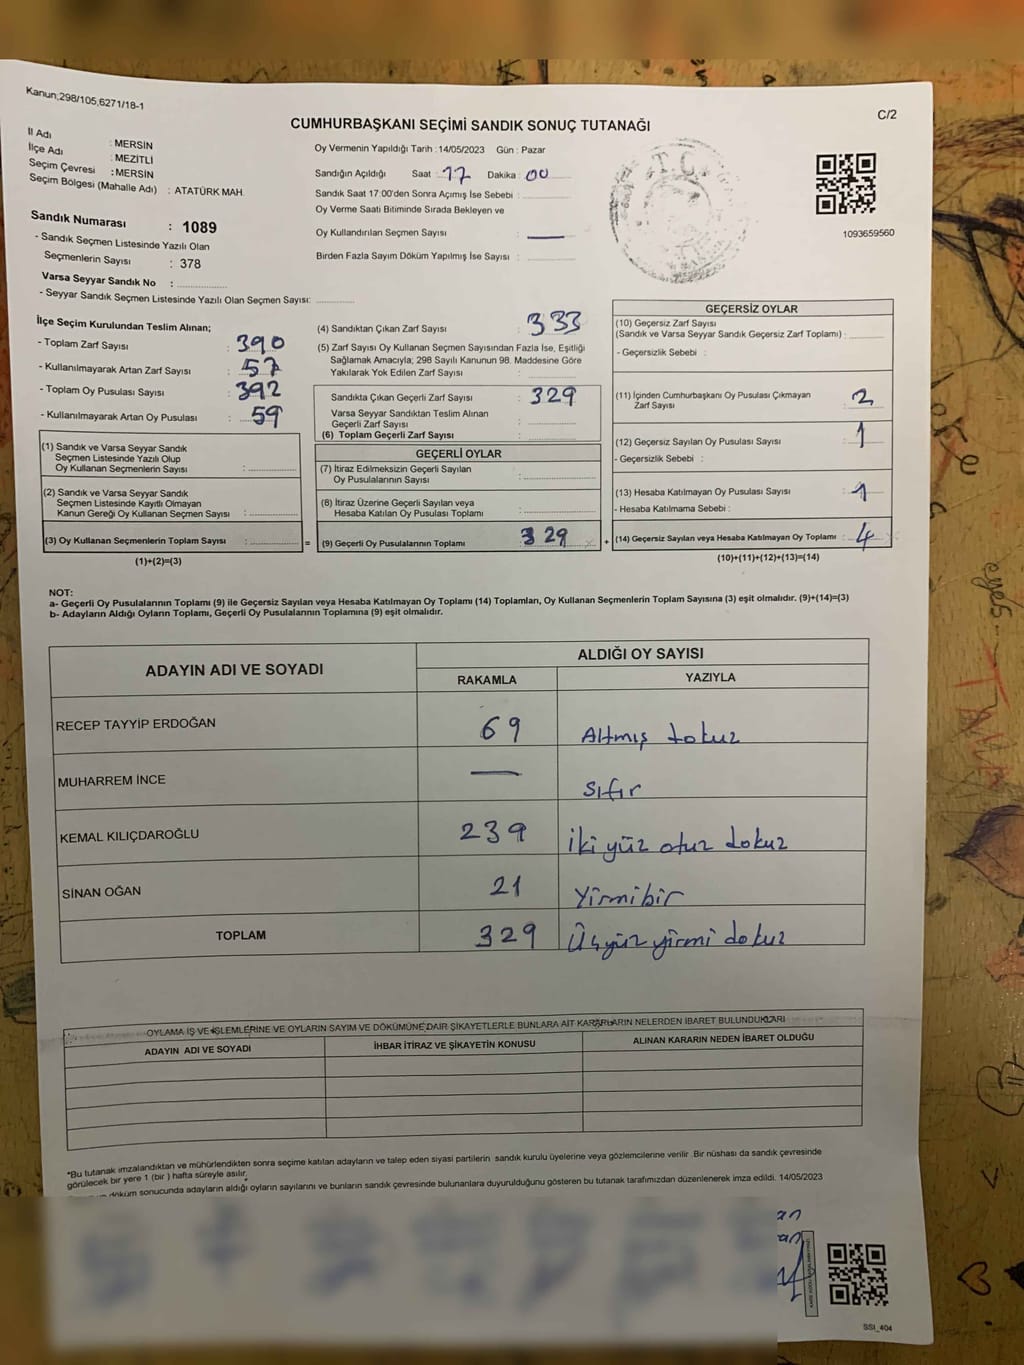 Kanun;298/105,6271/18-1
C/2
CUMHURBAŞKANI SEÇİMİ SANDIK SONUÇ TUTANAĞI
İl Adı : MERSİN
İlçe Adı : MEZİTLİ
Seçim Çevresi : MERSİN
Seçim Bölgesi (Mahalle Adı) : ATATÜRK MAH.
Sandık Numarası : 1089
- Sandık Seçmen Listesinde Yazılı Olan
Seçmenlerin Sayısı : 378
Varsa Seyyar Sandık No :
- Seyyar Sandık Seçmen Listesinde Yazılı Olan Seçmen Sayısı:
Oy Vermenin Yapıldığı Tarih :14/05/2023 Gün : Pazar
Sandığın Açıldığı Saat : 17 Dakika : 00
Sandık Saat 17:00'den Sonra Açımış İse Sebebi :
Oy Verme Saati Bitiminde Sırada Bekleyen ve
Oy Kullandırılan Seçmen Sayısı : —
Birden Fazla Sayım Döküm Yapılmış İse Sayısı :
T.C.
1093659560
İlçe Seçim Kurulundan Teslim Alınan;
- Toplam Zarf Sayısı : 390
- Kullanılmayarak Artan Zarf Sayısı : 57
- Toplam Oy Pusulası Sayısı : 392
- Kullanılmayarak Artan Oy Pusulası : 59
(1) Sandık ve Varsa Seyyar Sandık
Seçmen Listesinde Yazılı Olup
Oy Kullanan Seçmenlerin Sayısı :
(2) Sandık ve Varsa Seyyar Sandık
Seçmen Listesinde Kayıtlı Olmayan
Kanun Gereği Oy Kullanan Seçmen Sayısı :
(3) Oy Kullanan Seçmenlerin Toplam Sayısı :
(1)+(2)=(3)
(4) Sandıktan Çıkan Zarf Sayısı : 333
(5) Zarf Sayısı Oy Kullanan Seçmen Sayısından Fazla İse, Eşitliği
Sağlamak Amacıyla; 298 Sayılı Kanunun 98. Maddesine Göre
Yakılarak Yok Edilen Zarf Sayısı :
Sandıkta Çıkan Geçerli Zarf Sayısı : 329
Varsa Seyyar Sandıktan Teslim Alınan
Geçerli Zarf Sayısı :
(6) Toplam Geçerli Zarf Sayısı :
GEÇERLİ OYLAR
(7) İtiraz Edilmeksizin Geçerli Sayılan
Oy Pusulalarının Sayısı :
(8) İtiraz Üzerine Geçerli Sayılan veya
Hesaba Katılan Oy Pusulası Toplamı :
= (9) Geçerli Oy Pusulalarının Toplamı : 329
GEÇERSİZ OYLAR
(10) Geçersiz Zarf Sayısı
(Sandık ve Varsa Seyyar Sandık Geçersiz Zarf Toplamı) :
- Geçersizlik Sebebi :
(11) İçinden Cumhurbaşkanı Oy Pusulası Çıkmayan
Zarf Sayısı : 2
(12) Geçersiz Sayılan Oy Pusulası Sayısı : 1
- Geçersizlik Sebebi :
(13) Hesaba Katılmayan Oy Pusulası Sayısı : 1
- Hesaba Katılmama Sebebi :
+ (14) Geçersiz Sayılan veya Hesaba Katılmayan Oy Toplamı : 4
(10)+(11)+(12)+(13)=(14)
NOT:
a- Geçerli Oy Pusulalarının Toplamı (9) ile Geçersiz Sayılan veya Hesaba Katılmayan Oy Toplamı (14) Toplamları, Oy Kullanan Seçmenlerin Toplam Sayısına (3) eşit olmalıdır. (9)+(14)=(3)
b- Adayların Aldığı Oyların Toplamı, Geçerli Oy Pusulalarının Toplamına (9) eşit olmalıdır.
ADAYIN ADI VE SOYADI ALDIĞI OY SAYISI
RAKAMLA YAZIYLA
RECEP TAYYİP ERDOĞAN 69 Altmış dokuz
MUHARREM İNCE — sıfır
KEMAL KILIÇDAROĞLU 239 iki yüz otuz dokuz
SİNAN OĞAN 21 Yirmibir
TOPLAM 329 Üçyüz yirmi dokuz
OYLAMA İŞ VE İŞLEMLERİNE VE OYLARIN SAYIM VE DÖKÜMÜNE DAİR ŞİKAYETLERLE BUNLARA AİT KARARLARIN NELERDEN İBARET BULUNDUKLARI
ADAYIN ADI VE SOYADI İHBAR İTİRAZ VE ŞİKAYETİN KONUSU ALINAN KARARIN NEDEN İBARET OLDUĞU
*Bu tutanak imzalandıktan ve mühürlendikten sonra seçime katılan adayların ve talep eden siyasi partilerin sandık kurulu üyelerine veya gözlemcilerine verilir .Bir nüshası da sandık çevresinde
görülecek bir yere 1 (bir ) hafta süreyle asılır.
döküm sonucunda adayların aldığı oyların sayılarını ve bunların sandık çevresinde bulunanlara duyurulduğunu gösteren bu tutanak tarafımızdan düzenlenerek imza edildi. 14/05/2023
SSI_404